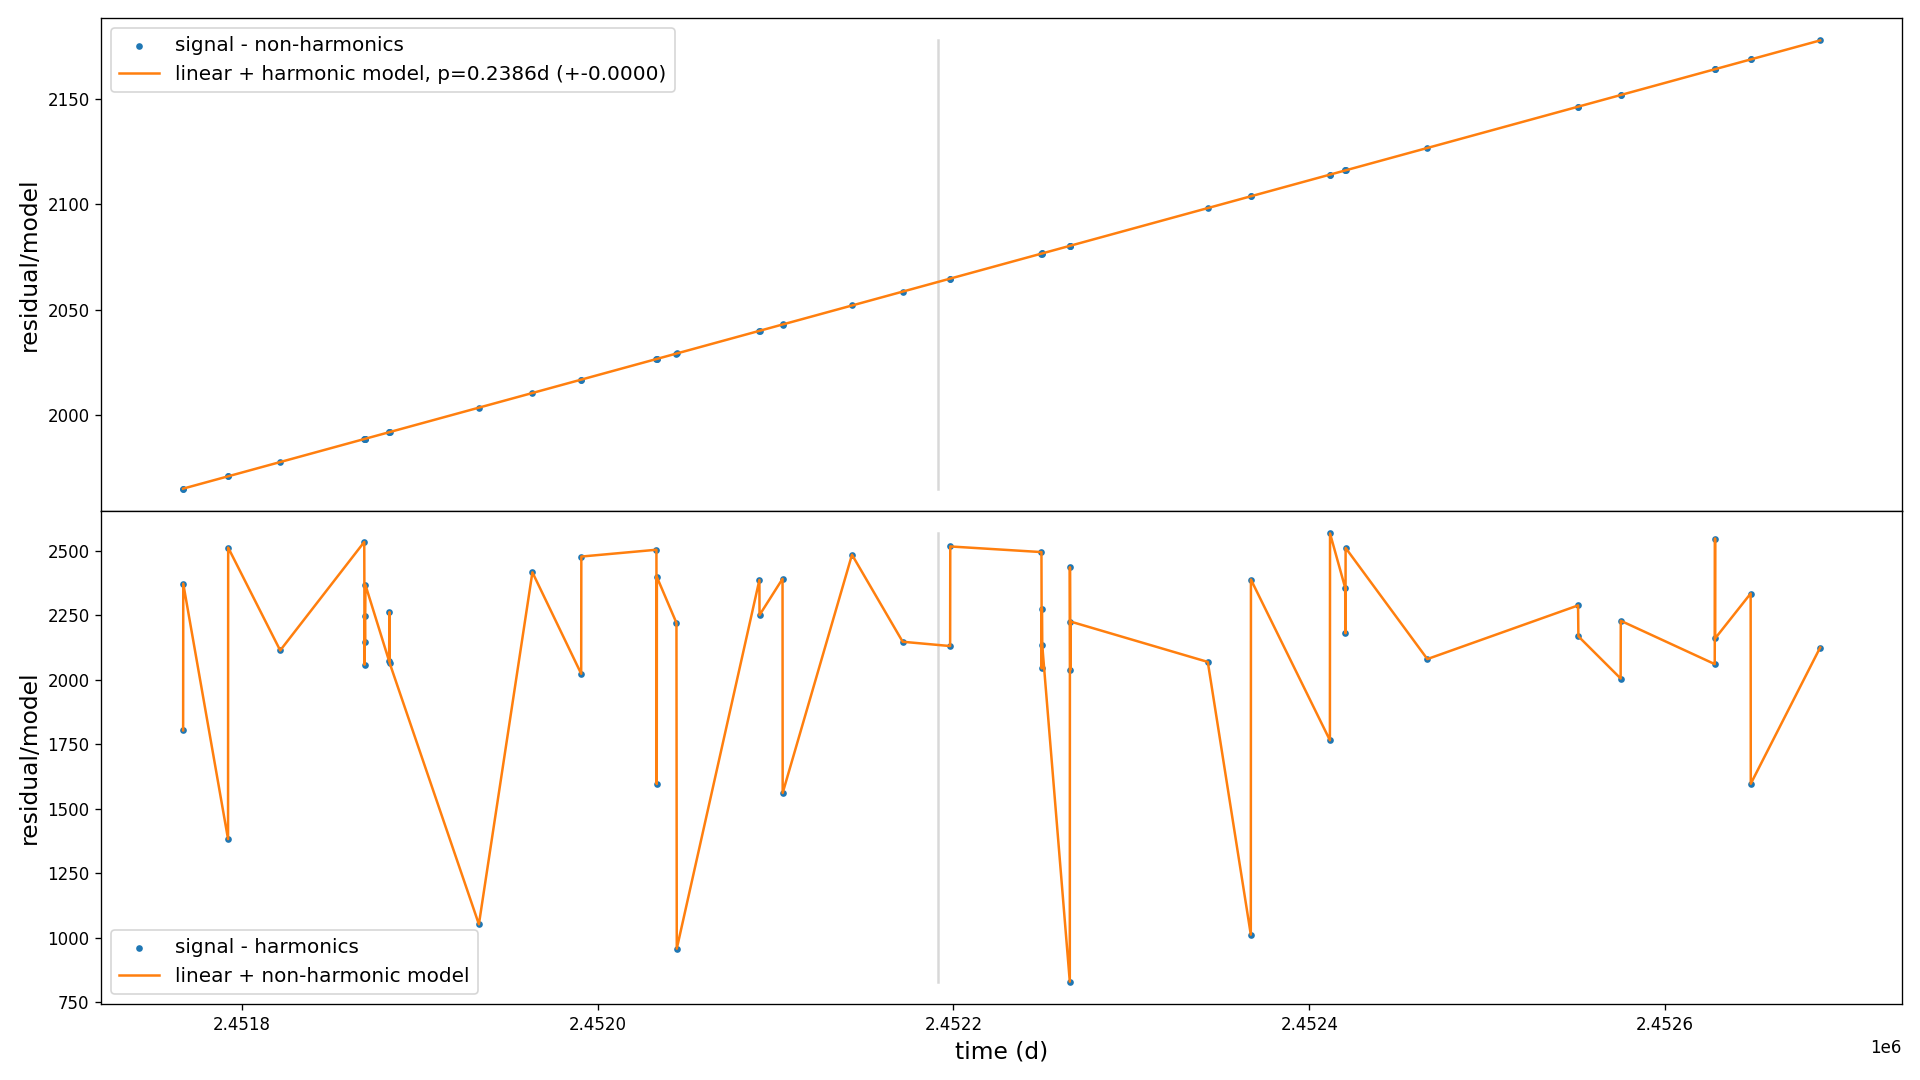 signal - non-harmonics
linear + harmonic model, p=0.2386d (+-0.0000)
2150
2100
2050
2000
residual/model
2500
2250
2000
1750
1500
1250
1000
750
residual/model
signal - harmonics
linear + non-harmonic model
2.4518 2.4520 2.4522 2.4524 2.4526
time (d)
1e6